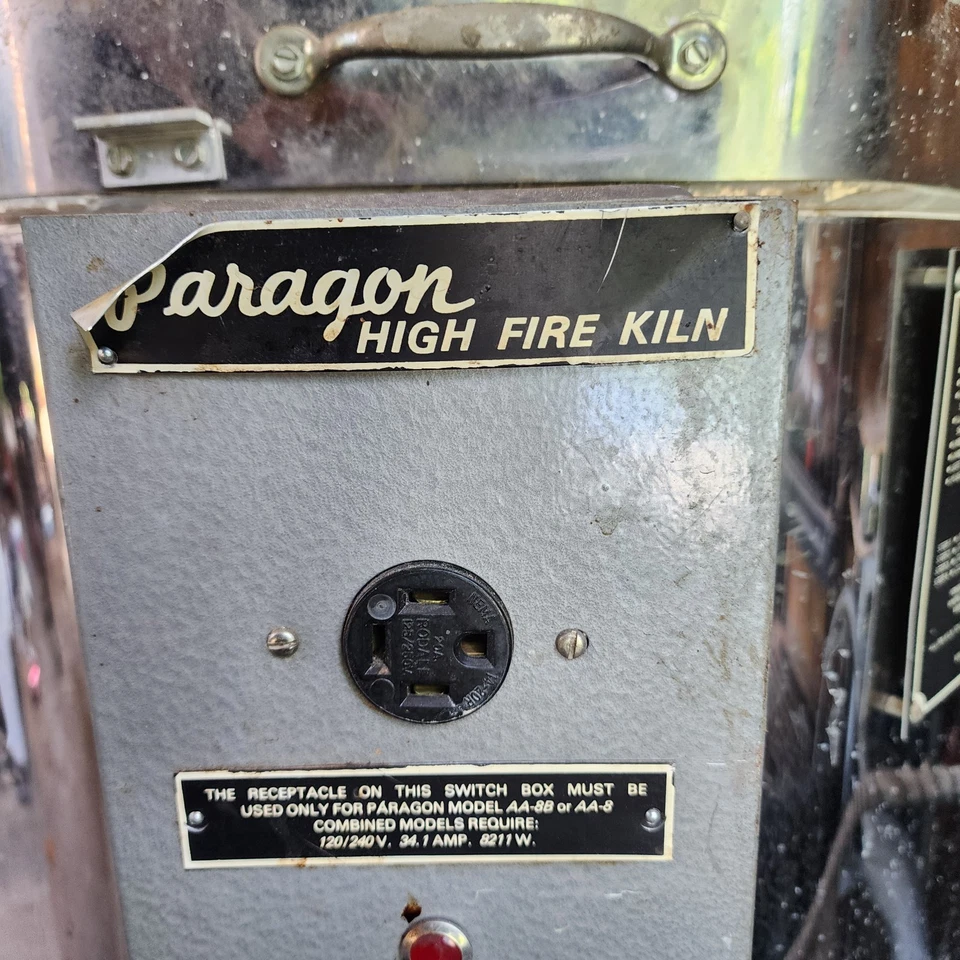 Paragon
HIGH FIRE KILN
THE RECEPTACLE ON THIS SWITCH BOX MUST BE
USED ONLY FOR PARAGON MODEL AA-8B or AA-8
COMBINED MODELS REQUIRE:
120/240 V. 34.1 AMP. 8211 W.